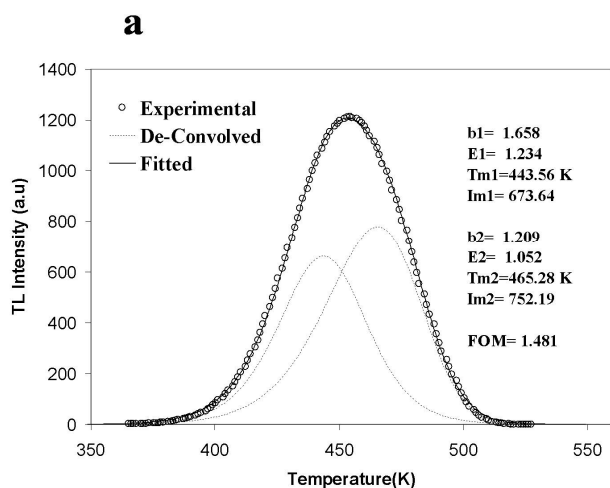 a
1400
1200
1000
800
600
400
200
0
TL Intensity (a.u)
Experimental
De-Convolved
Fitted
b1= 1.658
E1= 1.234
Tm1=443.56 K
Im1= 673.64
b2= 1.209
E2= 1.052
Tm2=465.28 K
Im2= 752.19
FOM= 1.481
350 400 450 500 550
Temperature(K)